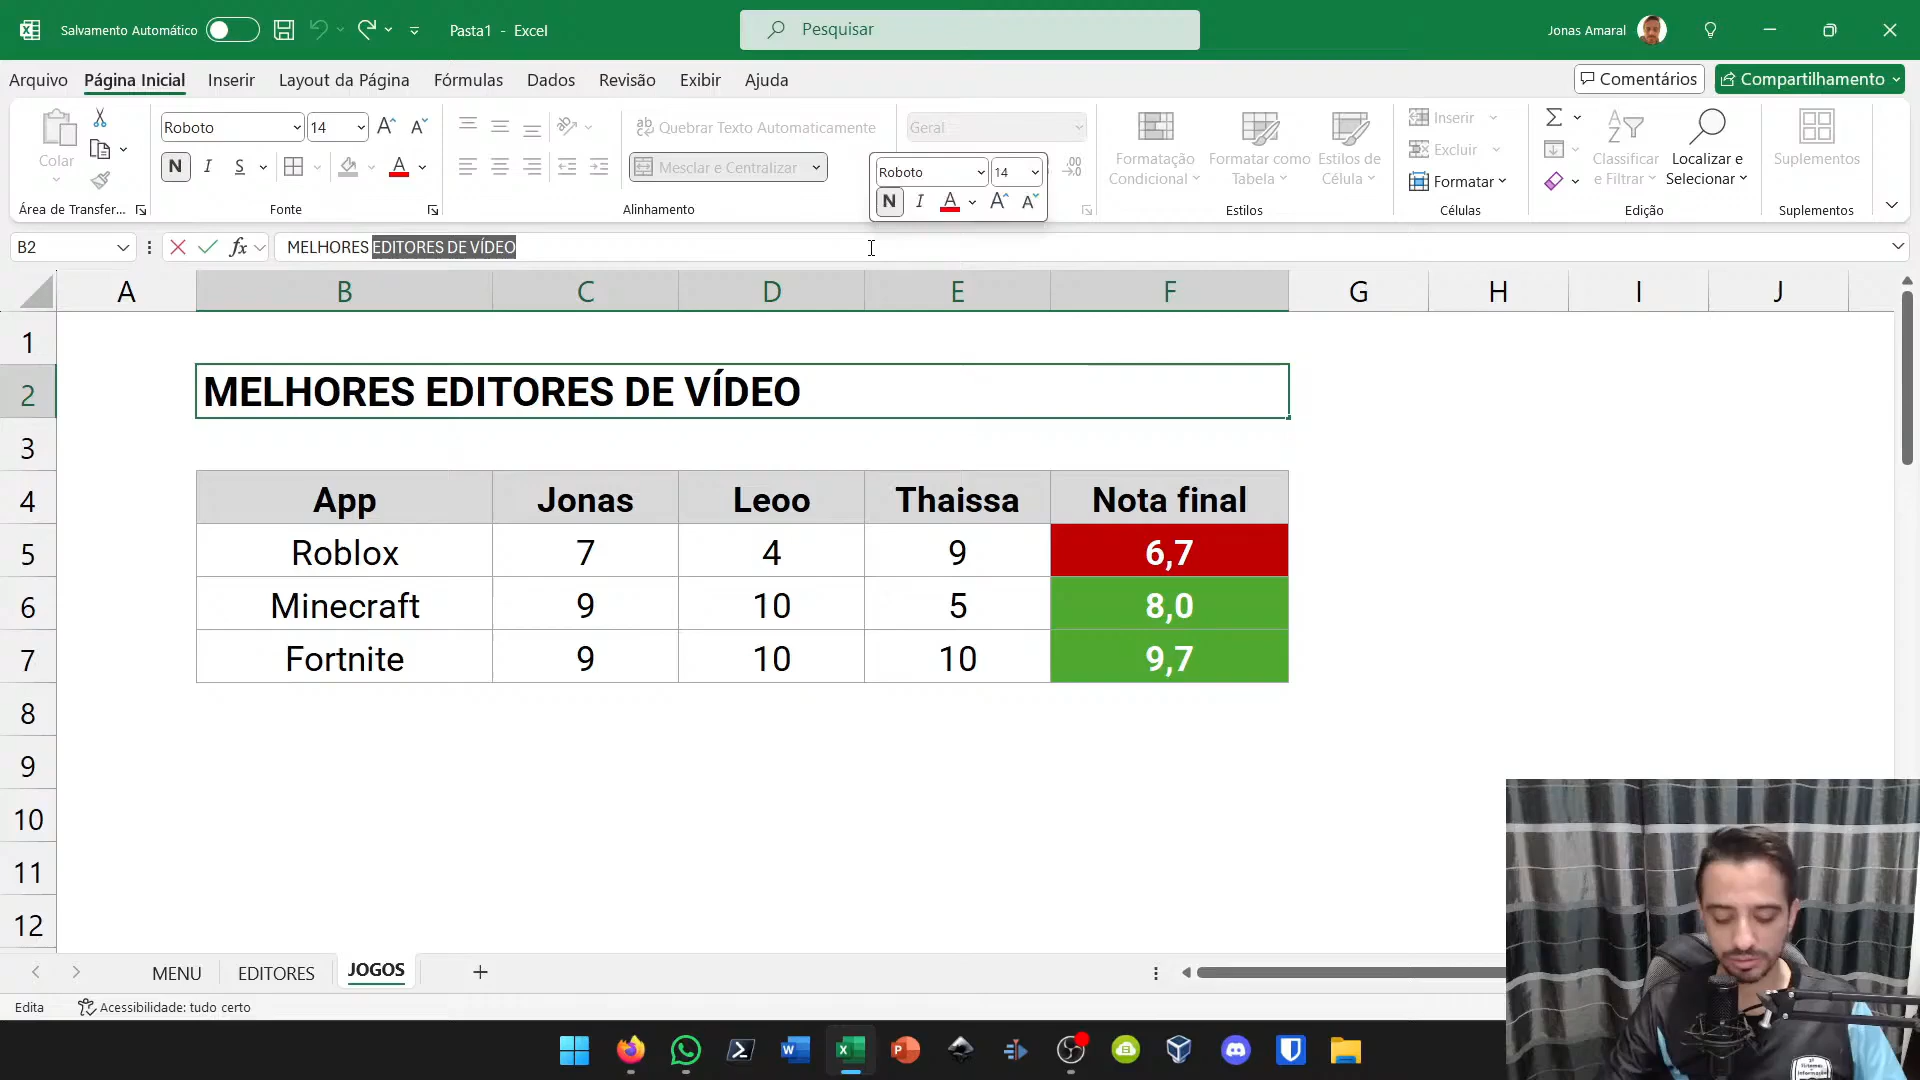 Salvamento Automático
Pasta1 - Excel
Pesquisar
Jonas Amaral
Arquivo Página Inicial Inserir Layout da Página Fórmulas Dados Revisão Exibir Ajuda
Comentários Compartilhamento
Colar
Área de Transfer...
Roboto 14
N I S
Fonte
Quebrar Texto Automaticamente
Mesclar e Centralizar
Alinhamento
Geral
Roboto 14
N I A
Formatação Condicional
Formatar como Tabela
Estilos de Célula
Estilos
Inserir
Excluir
Formatar
Células
Classificar e Filtrar
Localizar e Selecionar
Edição
Suplementos
Suplementos
B2 fx MELHORES EDITORES DE VÍDEO
A B C D E F G H I J
1
2 MELHORES EDITORES DE VÍDEO
3
4 App Jonas Leoo Thaissa Nota final
5 Roblox 7 4 9 6,7
6 Minecraft 9 10 5 8,0
7 Fortnite 9 10 10 9,7
8
9
10
11
12
MENU EDITORES JOGOS
Edita Acessibilidade: tudo certo